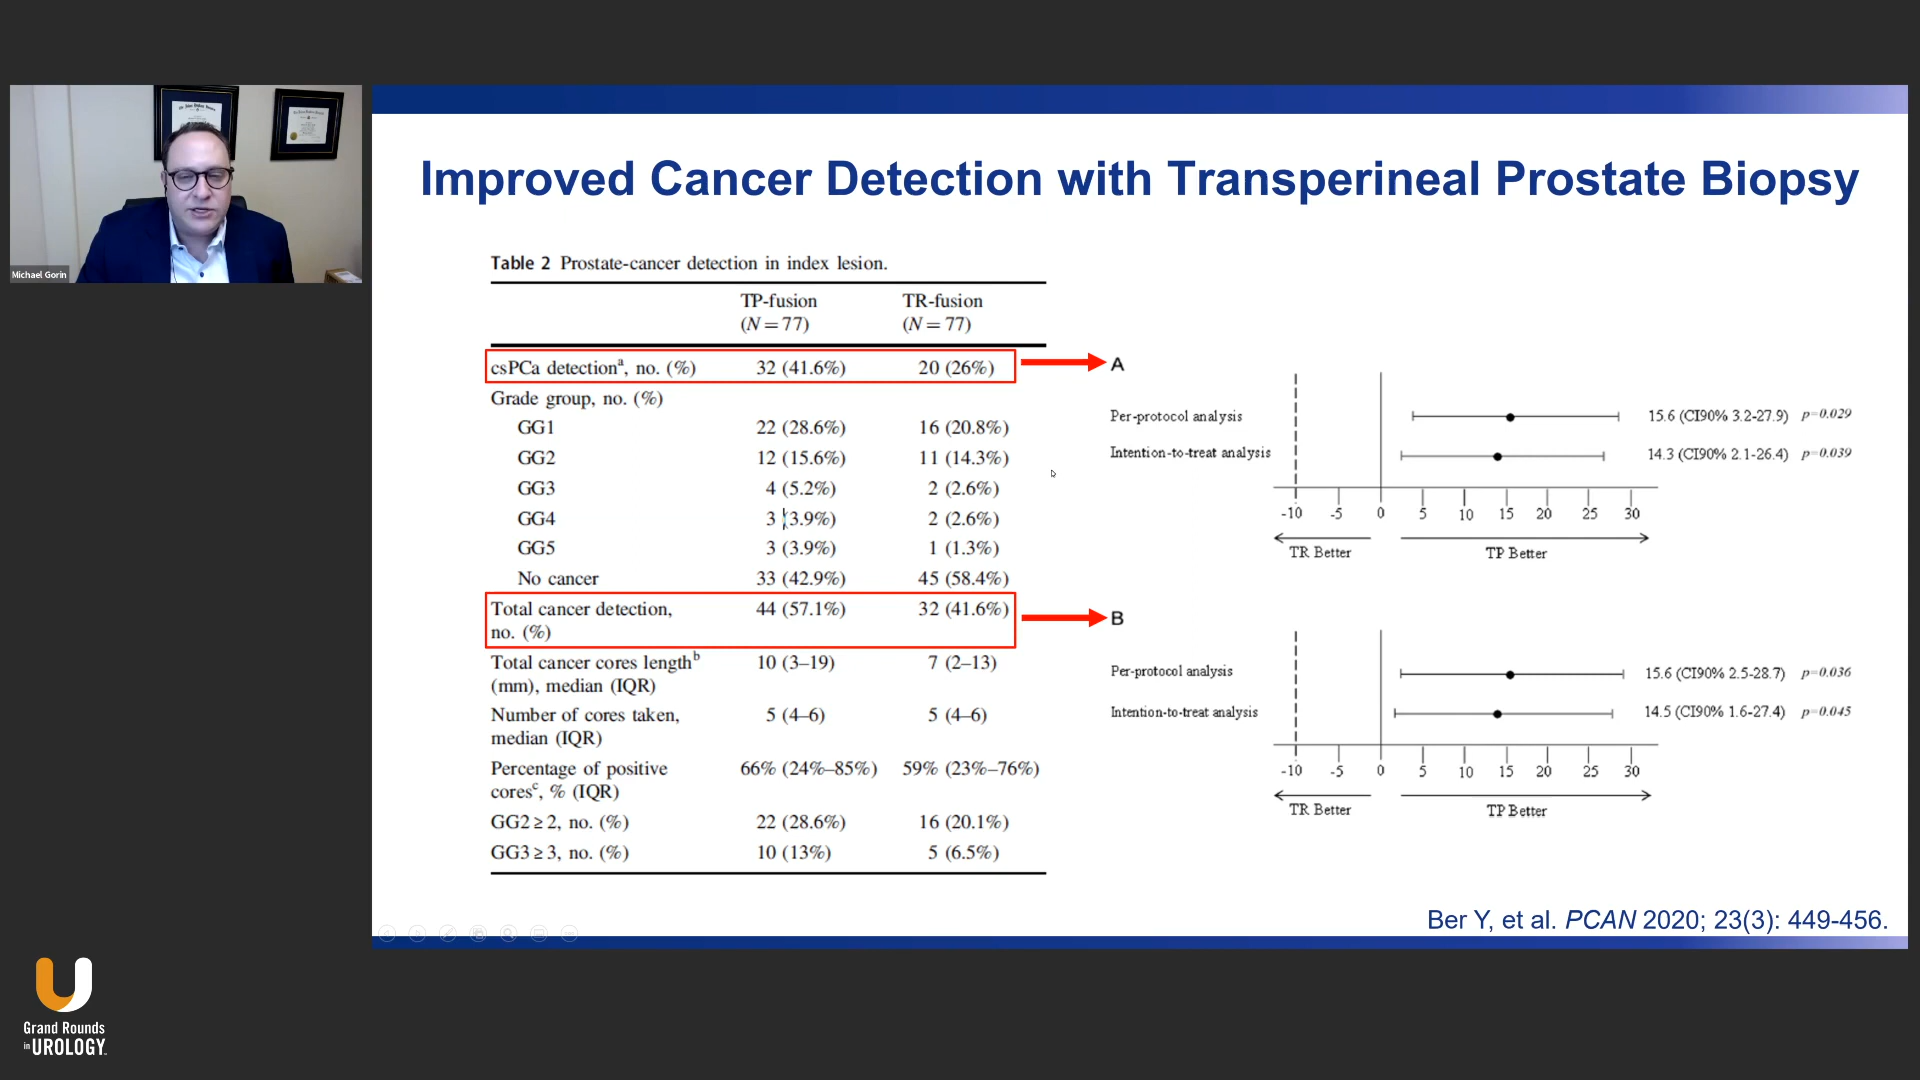 Michael Gorin
Improved Cancer Detection with Transperineal Prostate Biopsy
Table 2 Prostate-cancer detection in index lesion.
TP-fusion TR-fusion
(N = 77) (N = 77)
csPCa detectionᵃ, no. (%) 32 (41.6%) 20 (26%)
Grade group, no. (%)
GG1 22 (28.6%) 16 (20.8%)
GG2 12 (15.6%) 11 (14.3%)
GG3 4 (5.2%) 2 (2.6%)
GG4 3 (3.9%) 2 (2.6%)
GG5 3 (3.9%) 1 (1.3%)
No cancer 33 (42.9%) 45 (58.4%)
Total cancer detection, 44 (57.1%) 32 (41.6%)
no. (%)
Total cancer cores lengthᵇ 10 (3–19) 7 (2–13)
(mm), median (IQR)
Number of cores taken, 5 (4–6) 5 (4–6)
median (IQR)
Percentage of positive 66% (24%–85%) 59% (23%–76%)
coresᶜ, % (IQR)
GG2 ≥ 2, no. (%) 22 (28.6%) 16 (20.1%)
GG3 ≥ 3, no. (%) 10 (13%) 5 (6.5%)
A
Per-protocol analysis 15.6 (CI90% 3.2-27.9) p=0.029
Intention-to-treat analysis 14.3 (CI90% 2.1-26.4) p=0.039
-10 -5 0 5 10 15 20 25 30
TR Better TP Better
B
Per-protocol analysis 15.6 (CI90% 2.5-28.7) p=0.036
Intention-to-treat analysis 14.5 (CI90% 1.6-27.4) p=0.045
-10 -5 0 5 10 15 20 25 30
TR Better TP Better
Ber Y, et al. PCAN 2020; 23(3): 449-456.
Grand Rounds
in UROLOGY